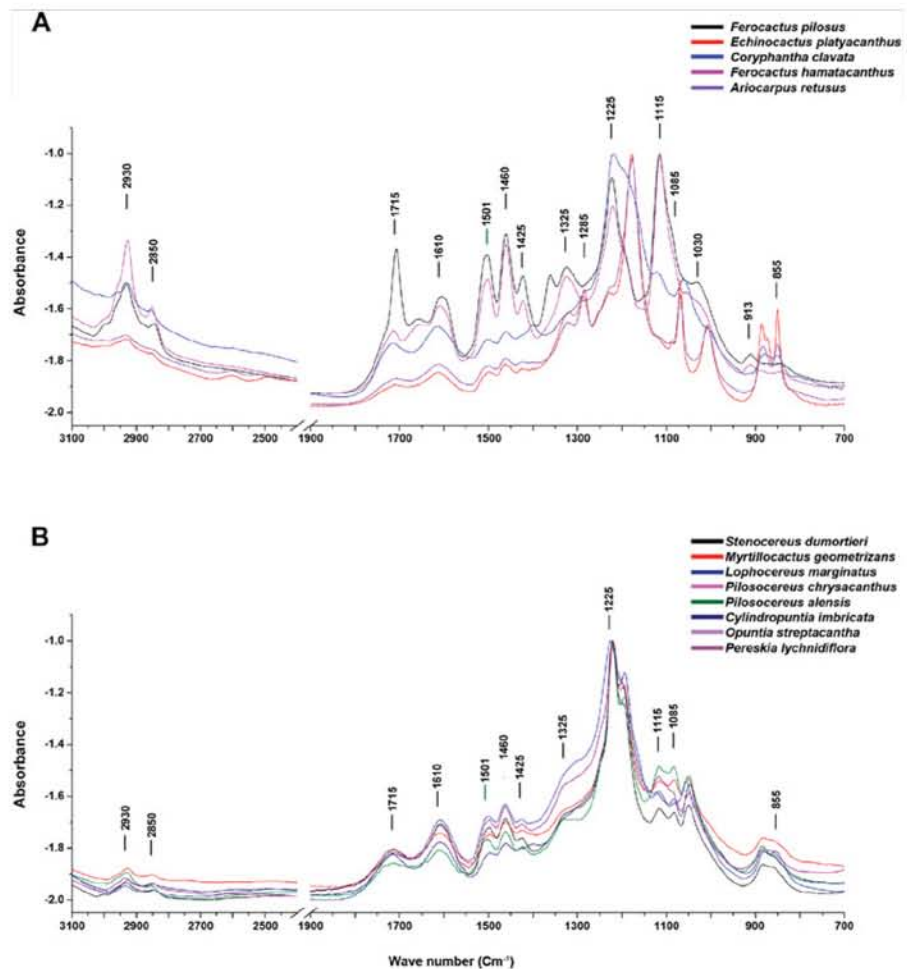 A
Ferocactus pilosus
Echinocactus platyacanthus
Coryphantha clavata
Ferocactus hamatacanthus
Ariocarpus retusus
2930
2850
1715
1610
1501
1460
1425
1325
1285
1225
1115
1085
1030
913
855
Absorbance
-1.0
-1.2
-1.4
-1.6
-1.8
-2.0
3100 2900 2700 2500 1900 1700 1500 1300 1100 900 700
B
Stenocereus dumortieri
Myrtillocactus geometrizans
Lophocereus marginatus
Pilosocereus chrysacanthus
Pilosocereus alensis
Cylindropuntia imbricata
Opuntia streptacantha
Pereskia lychnidiflora
2930
2850
1715
1610
1501
1460
1425
1325
1225
1115
1085
855
Absorbance
-1.0
-1.2
-1.4
-1.6
-1.8
-2.0
3100 2900 2700 2500 1900 1700 1500 1300 1100 900 700
Wave number (Cm⁻¹)